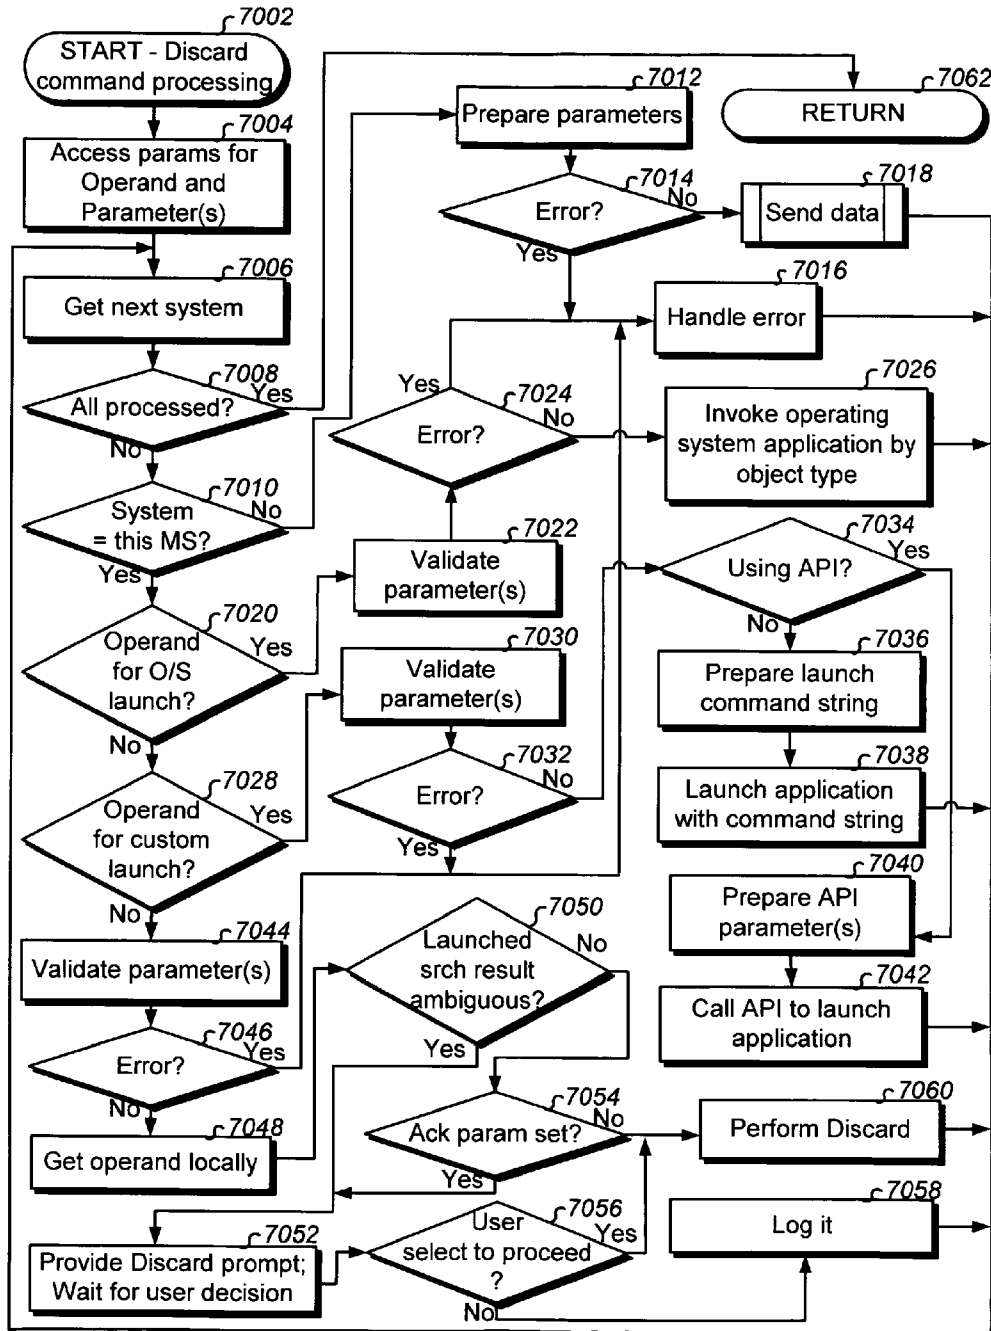 7002
START - Discard
command processing
7004
Access params for
Operand and
Parameter(s)
7006
Get next system
7008
All processed?
Yes
No
7010
System
= this MS?
No
Yes
7012
Prepare parameters
7014
Error?
No
Yes
7018
Send data
7062
RETURN
7016
Handle error
7020
Operand
for O/S
launch?
Yes
No
7022
Validate
parameter(s)
7024
Error?
Yes
No
7026
Invoke operating
system application by
object type
7028
Operand
for custom
launch?
Yes
No
7030
Validate
parameter(s)
7032
Error?
No
Yes
7034
Using API?
Yes
No
7036
Prepare launch
command string
7038
Launch application
with command string
7040
Prepare API
parameter(s)
7042
Call API to launch
application
7044
Validate parameter(s)
7046
Error?
Yes
No
7048
Get operand locally
7050
Launched
srch result
ambiguous?
No
Yes
7052
Provide Discard prompt;
Wait for user decision
7054
Ack param set?
No
Yes
7056
User
select to proceed
?
Yes
No
7060
Perform Discard
7058
Log it